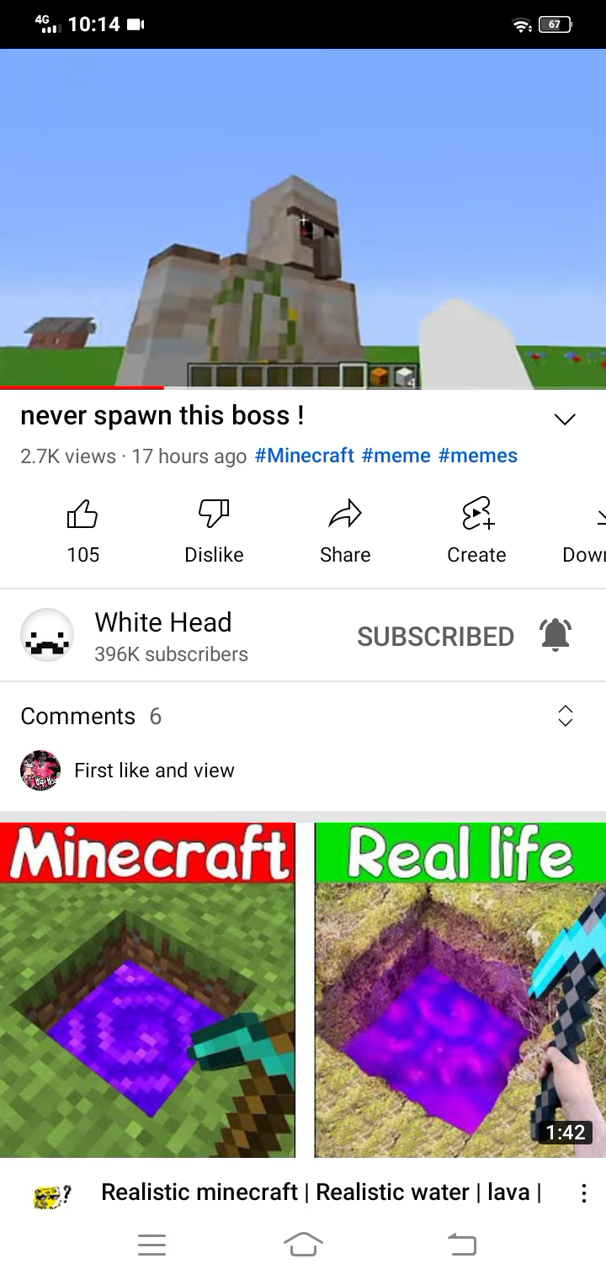 4G 10:14 67
4
never spawn this boss !
2.7K views · 17 hours ago #Minecraft #meme #memes
105 Dislike Share Create Down
White Head
396K subscribers
SUBSCRIBED
Comments 6
First like and view
Minecraft Real life
1:42
Realistic minecraft | Realistic water | lava |